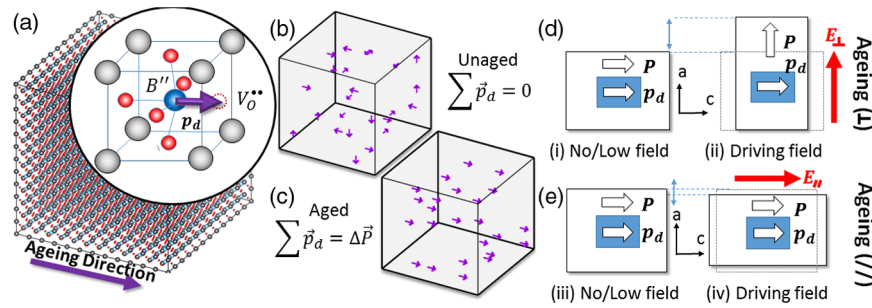 (a)
B′′
V_O^••
p_d
Ageing Direction
(b)
Unaged
∑ p⃗_d = 0
(c)
Aged
∑ p⃗_d = ΔP⃗
(d)
P
p_d
a
c
P
p_d
E_⊥
Ageing (⊥)
(i) No/Low field
(ii) Driving field
(e)
P
p_d
a
c
E_//
P
p_d
Ageing (//)
(iii) No/Low field
(iv) Driving field